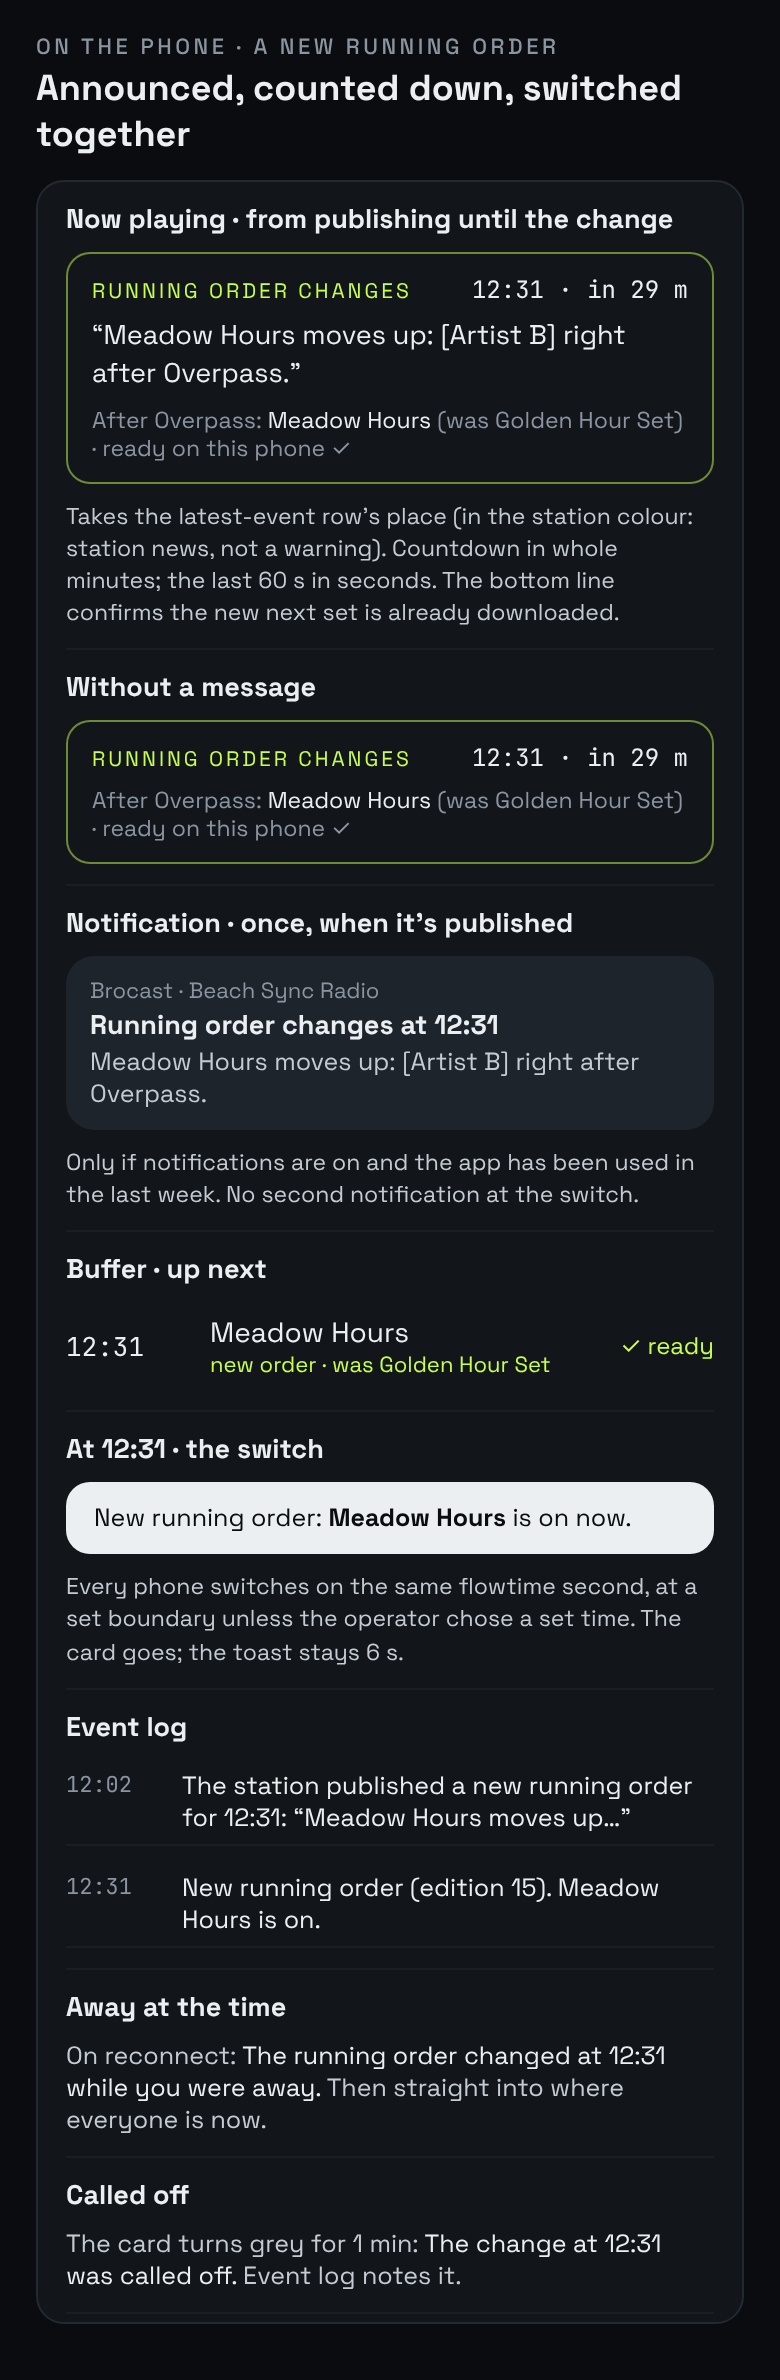 ON THE PHONE · A NEW RUNNING ORDER
Announced, counted down, switched
together
Now playing · from publishing until the change
RUNNING ORDER CHANGES 12:31 · in 29 m
“Meadow Hours moves up: [Artist B] right
after Overpass.”
After Overpass: Meadow Hours (was Golden Hour Set)
· ready on this phone ✓
Takes the latest-event row’s place (in the station colour:
station news, not a warning). Countdown in whole
minutes; the last 60 s in seconds. The bottom line
confirms the new next set is already downloaded.
Without a message
RUNNING ORDER CHANGES 12:31 · in 29 m
After Overpass: Meadow Hours (was Golden Hour Set)
· ready on this phone ✓
Notification · once, when it’s published
Brocast · Beach Sync Radio
Running order changes at 12:31
Meadow Hours moves up: [Artist B] right after
Overpass.
Only if notifications are on and the app has been used in
the last week. No second notification at the switch.
Buffer · up next
12:31 Meadow Hours ✓ ready
new order · was Golden Hour Set
At 12:31 · the switch
New running order: Meadow Hours is on now.
Every phone switches on the same flowtime second, at a
set boundary unless the operator chose a set time. The
card goes; the toast stays 6 s.
Event log
12:02 The station published a new running order
for 12:31: “Meadow Hours moves up…”
12:31 New running order (edition 15). Meadow
Hours is on.
Away at the time
On reconnect: The running order changed at 12:31
while you were away. Then straight into where
everyone is now.
Called off
The card turns grey for 1 min: The change at 12:31
was called off. Event log notes it.